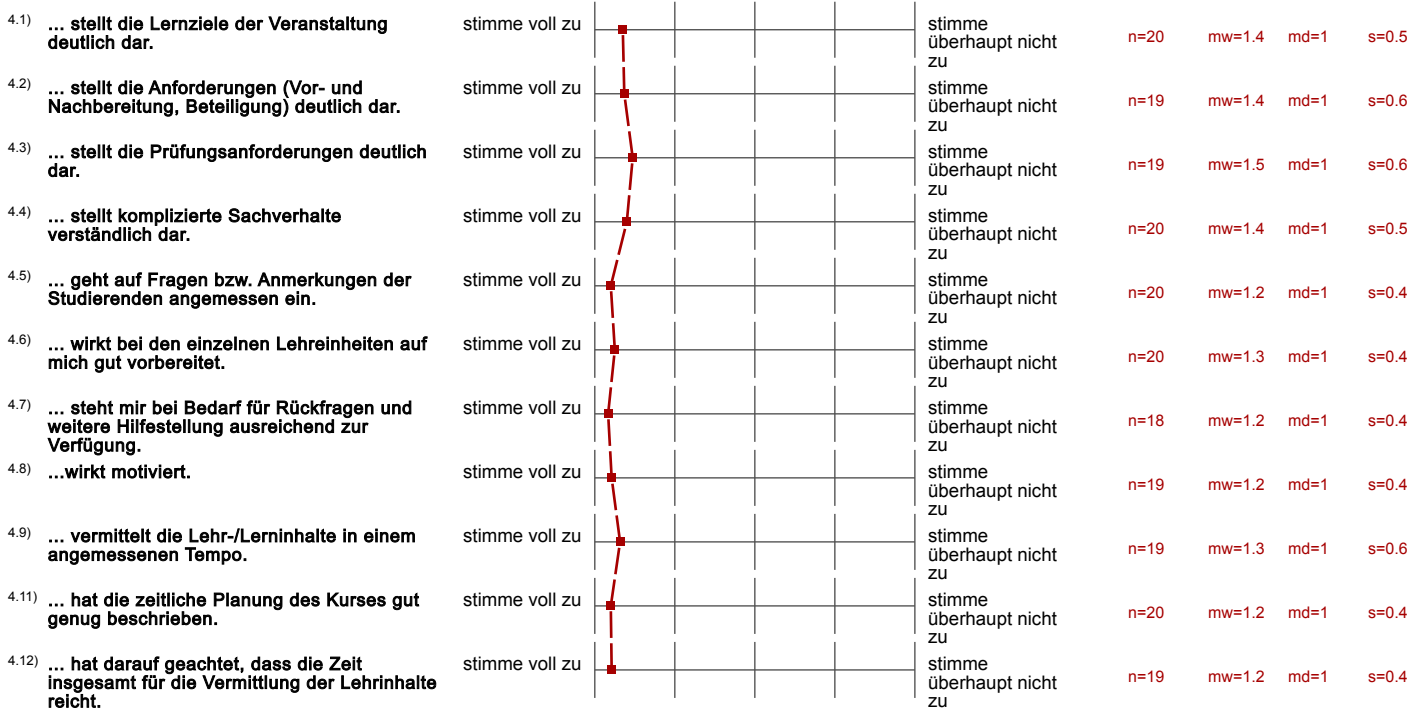 4.1) ... stellt die Lernziele der Veranstaltung
deutlich dar.
stimme voll zu
stimme
überhaupt nicht
zu
n=20 mw=1.4 md=1 s=0.5
4.2) ... stellt die Anforderungen (Vor- und
Nachbereitung, Beteiligung) deutlich dar.
stimme voll zu
stimme
überhaupt nicht
zu
n=19 mw=1.4 md=1 s=0.6
4.3) ... stellt die Prüfungsanforderungen deutlich
dar.
stimme voll zu
stimme
überhaupt nicht
zu
n=19 mw=1.5 md=1 s=0.6
4.4) ... stellt komplizierte Sachverhalte
verständlich dar.
stimme voll zu
stimme
überhaupt nicht
zu
n=20 mw=1.4 md=1 s=0.5
4.5) ... geht auf Fragen bzw. Anmerkungen der
Studierenden angemessen ein.
stimme voll zu
stimme
überhaupt nicht
zu
n=20 mw=1.2 md=1 s=0.4
4.6) ... wirkt bei den einzelnen Lehreinheiten auf
mich gut vorbereitet.
stimme voll zu
stimme
überhaupt nicht
zu
n=20 mw=1.3 md=1 s=0.4
4.7) ... steht mir bei Bedarf für Rückfragen und
weitere Hilfestellung ausreichend zur
Verfügung.
stimme voll zu
stimme
überhaupt nicht
zu
n=18 mw=1.2 md=1 s=0.4
4.8) ...wirkt motiviert.
stimme voll zu
stimme
überhaupt nicht
zu
n=19 mw=1.2 md=1 s=0.4
4.9) ... vermittelt die Lehr-/Lerninhalte in einem
angemessenen Tempo.
stimme voll zu
stimme
überhaupt nicht
zu
n=19 mw=1.3 md=1 s=0.6
4.11) ... hat die zeitliche Planung des Kurses gut
genug beschrieben.
stimme voll zu
stimme
überhaupt nicht
zu
n=20 mw=1.2 md=1 s=0.4
4.12) ... hat darauf geachtet, dass die Zeit
insgesamt für die Vermittlung der Lehrinhalte
reicht.
stimme voll zu
stimme
überhaupt nicht
zu
n=19 mw=1.2 md=1 s=0.4